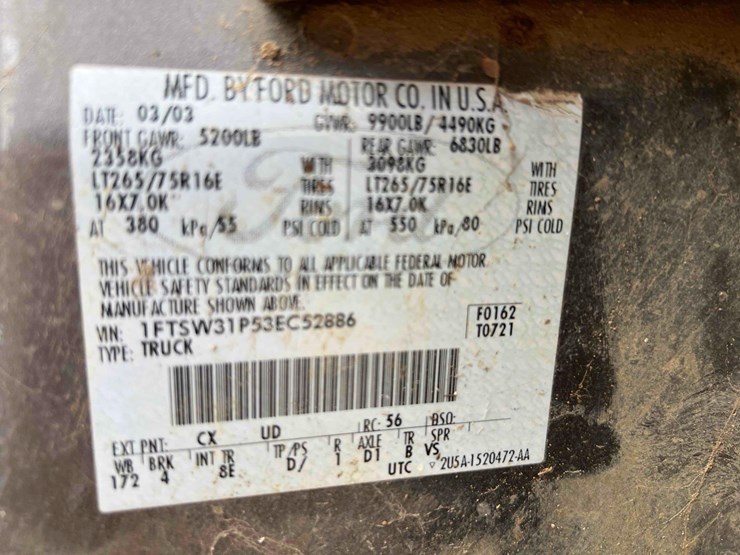 MFD. BY FORD MOTOR CO. IN U.S.A.
DATE: 03/03 GVWR: 9900LB/4490KG
FRONT GAWR: 5200LB REAR GAWR: 6830LB
2358KG WITH 3098KG WITH
LT265/75R16E TIRES LT265/75R16E TIRES
16X7.0K RIMS 16X7.0K RIMS
AT 380 kPa/55 PSI COLD AT 550 kPa/80 PSI COLD
THIS VEHICLE CONFORMS TO ALL APPLICABLE FEDERAL MOTOR
VEHICLE SAFETY STANDARDS IN EFFECT ON THE DATE OF
MANUFACTURE SHOWN ABOVE.
VIN: 1FTSW31P53EC52886 F0162
TYPE: TRUCK T0721
EXT PNT: CX UD RC: 56 DSO:
WB BRK INT TR TP/PS R AXLE TR SPR
172 4 8E D/ 1 D1 B VS
UTC ▽ 2U5A-1520472-AA